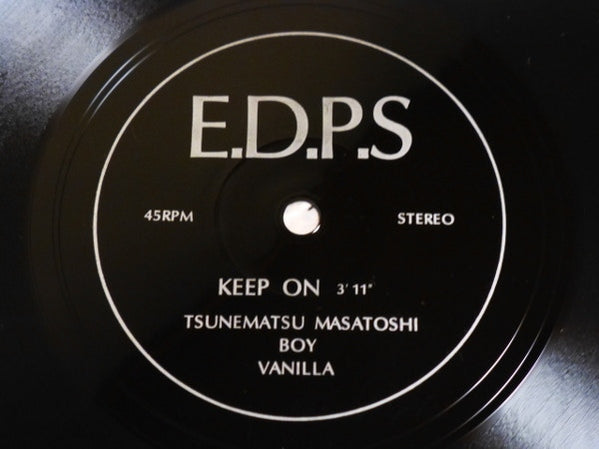 E.D.P.S
45RPM STEREO
KEEP ON 3'11"
TSUNEMATSU MASATOSHI
BOY
VANILLA